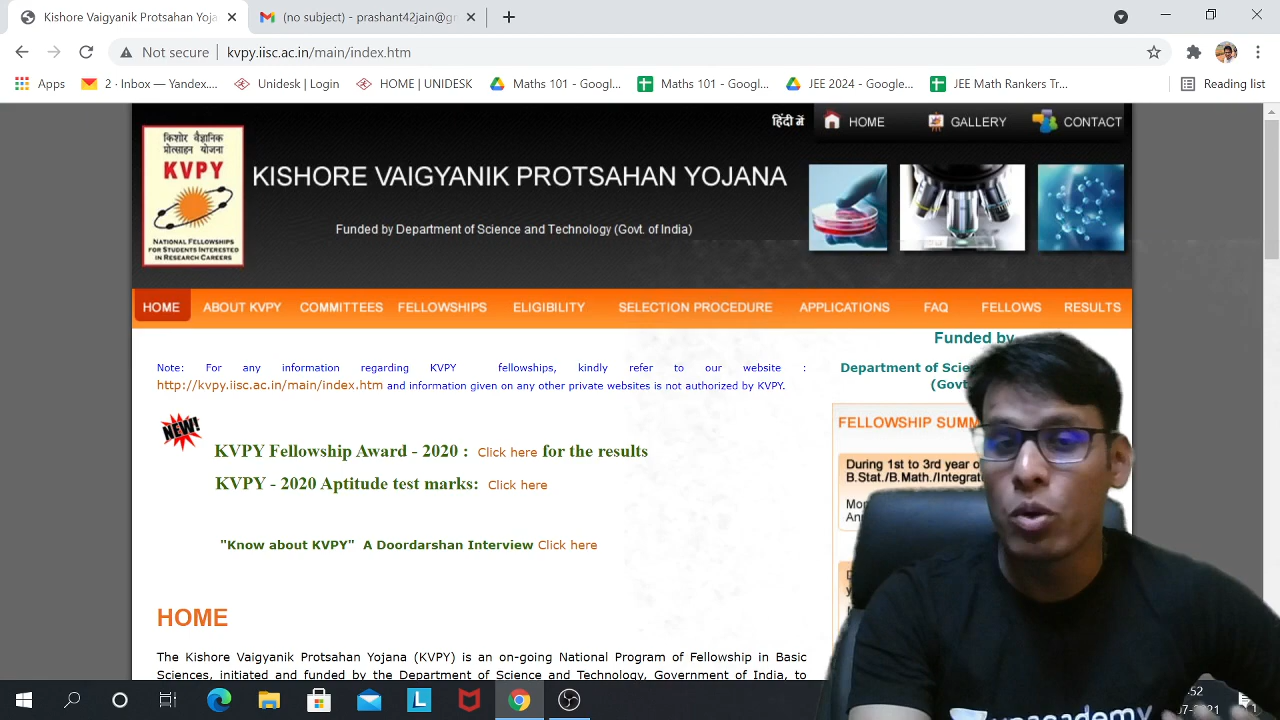 Kishore Vaigyanik Protsahan Yoja
(no subject) - prashant42jain@gr
Not secure
kvpy.iisc.ac.in/main/index.htm
Apps
2 · Inbox — Yandex....
Unidesk | Login
HOME | UNIDESK
Maths 101 - Googl...
Maths 101 - Googl...
JEE 2024 - Google...
JEE Math Rankers Tr...
Reading list
हिंदी में
HOME
GALLERY
CONTACT
किशोर वैज्ञानिक
प्रोत्साहन योजना
KVPY
NATIONAL FELLOWSHIPS
FOR STUDENTS INTERESTED
IN RESEARCH CAREERS
KISHORE VAIGYANIK PROTSAHAN YOJANA
Funded by Department of Science and Technology (Govt. of India)
HOME
ABOUT KVPY
COMMITTEES
FELLOWSHIPS
ELIGIBILITY
SELECTION PROCEDURE
APPLICATIONS
FAQ
FELLOWS
RESULTS
Note: For any information regarding KVPY fellowships, kindly refer to our website :
http://kvpy.iisc.ac.in/main/index.htm and information given on any other private websites is not authorized by KVPY.
NEW!
KVPY Fellowship Award - 2020 : Click here for the results
KVPY - 2020 Aptitude test marks: Click here
"Know about KVPY" A Doordarshan Interview Click here
HOME
The Kishore Vaigyanik Protsahan Yojana (KVPY) is an on-going National Program of Fellowship in Basic
Sciences, initiated and funded by the Department of Science and Technology, Government of India, to
Funded by
Department of Scie
(Govt
FELLOWSHIP SUMM
During 1st to 3rd year o
B.Stat./B.Math./Integrat